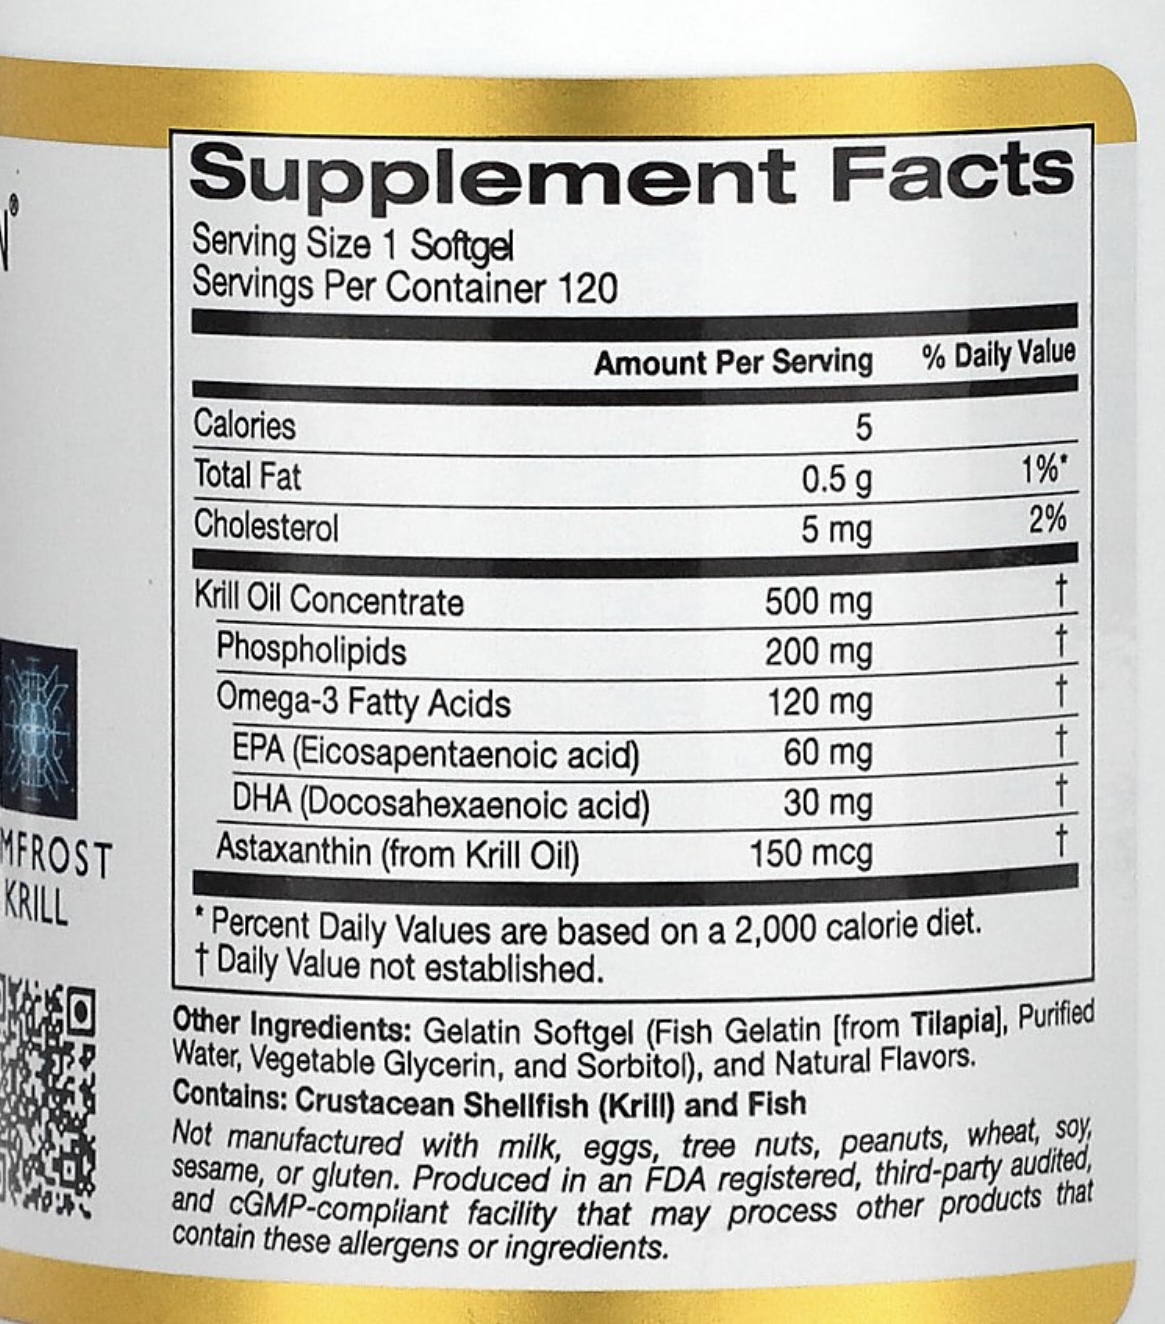 Supplement Facts
Serving Size 1 Softgel
Servings Per Container 120
Amount Per Serving % Daily Value
Calories 5
Total Fat 0.5 g 1%*
Cholesterol 5 mg 2%
Krill Oil Concentrate 500 mg †
Phospholipids 200 mg †
Omega-3 Fatty Acids 120 mg †
EPA (Eicosapentaenoic acid) 60 mg †
DHA (Docosahexaenoic acid) 30 mg †
Astaxanthin (from Krill Oil) 150 mcg †
* Percent Daily Values are based on a 2,000 calorie diet.
† Daily Value not established.
Other Ingredients: Gelatin Softgel (Fish Gelatin [from Tilapia], Purified
Water, Vegetable Glycerin, and Sorbitol), and Natural Flavors.
Contains: Crustacean Shellfish (Krill) and Fish
Not manufactured with milk, eggs, tree nuts, peanuts, wheat, soy,
sesame, or gluten. Produced in an FDA registered, third-party audited,
and cGMP-compliant facility that may process other products that
contain these allergens or ingredients.
MFROST
KRILL